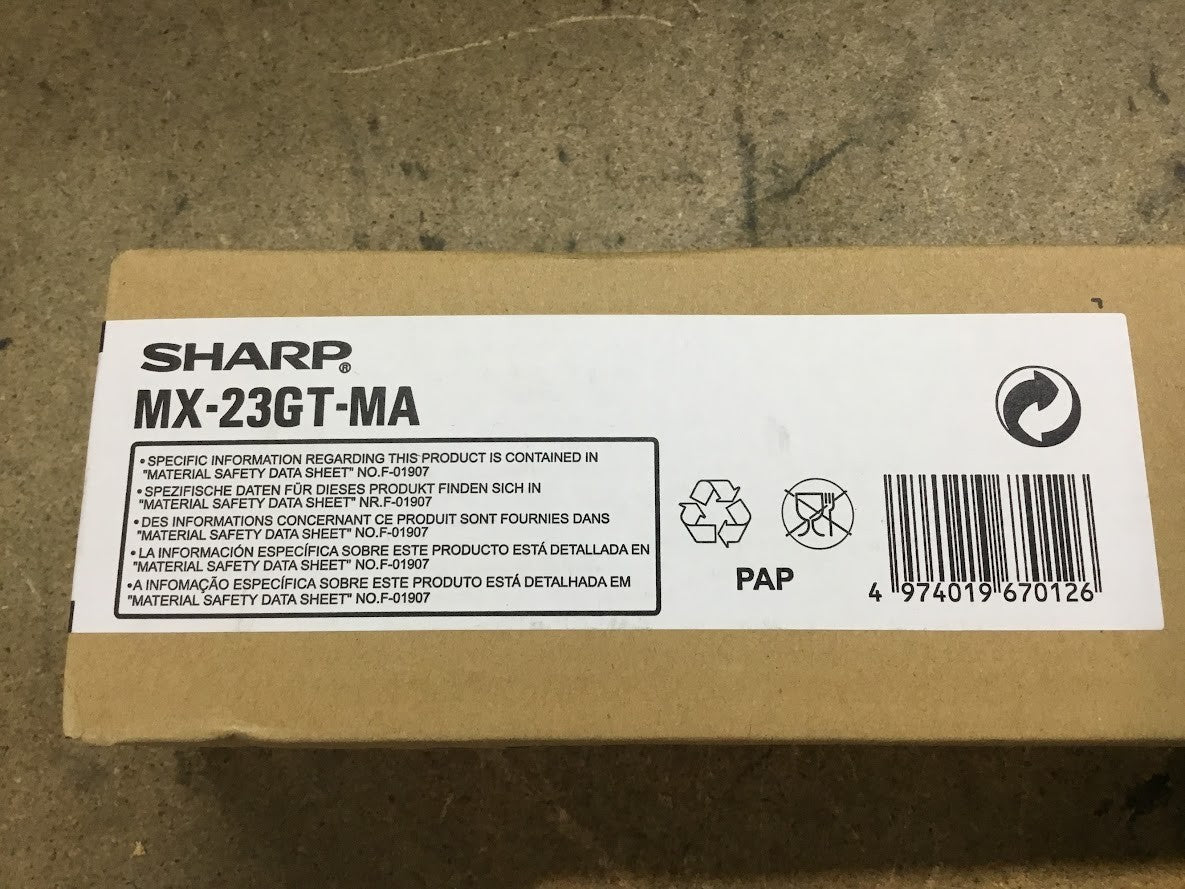 SHARP®
MX-23GT-MA
• SPECIFIC INFORMATION REGARDING THIS PRODUCT IS CONTAINED IN
"MATERIAL SAFETY DATA SHEET" NO.F-01907
• SPEZIFISCHE DATEN FÜR DIESES PRODUKT FINDEN SICH IN
"MATERIAL SAFETY DATA SHEET" NR.F-01907
• DES INFORMATIONS CONCERNANT CE PRODUIT SONT FOURNIES DANS
"MATERIAL SAFETY DATA SHEET" NO.F-01907
• LA INFORMACIÓN ESPECÍFICA SOBRE ESTE PRODUCTO ESTÁ DETALLADA EN
"MATERIAL SAFETY DATA SHEET" NO.F-01907
•A INFOMAÇÃO ESPECÍFICA SOBRE ESTE PRODUTO ESTÁ DETALHADA EM
"MATERIAL SAFETY DATA SHEET" NO.F-01907
PAP
4 974019 670126